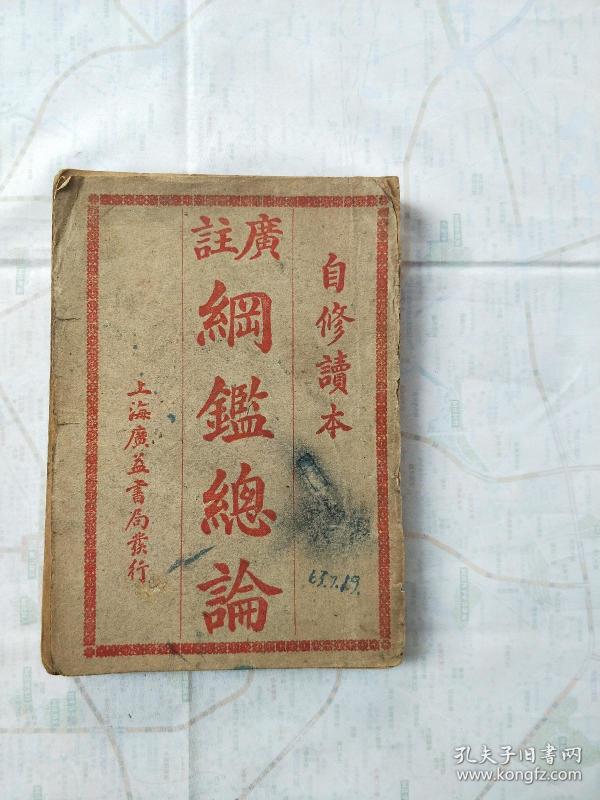 自修讀本
廣註
綱鑑總論
上海廣益書局發行
63.7.19.
孔夫子旧书网
www.kongfz.com